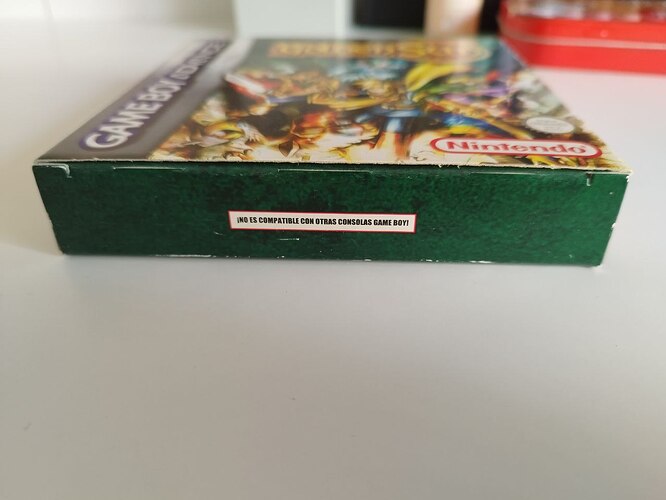 GAME BOY ADVANCE
Nintendo
¡NO ES COMPATIBLE CON OTRAS CONSOLAS GAME BOY!